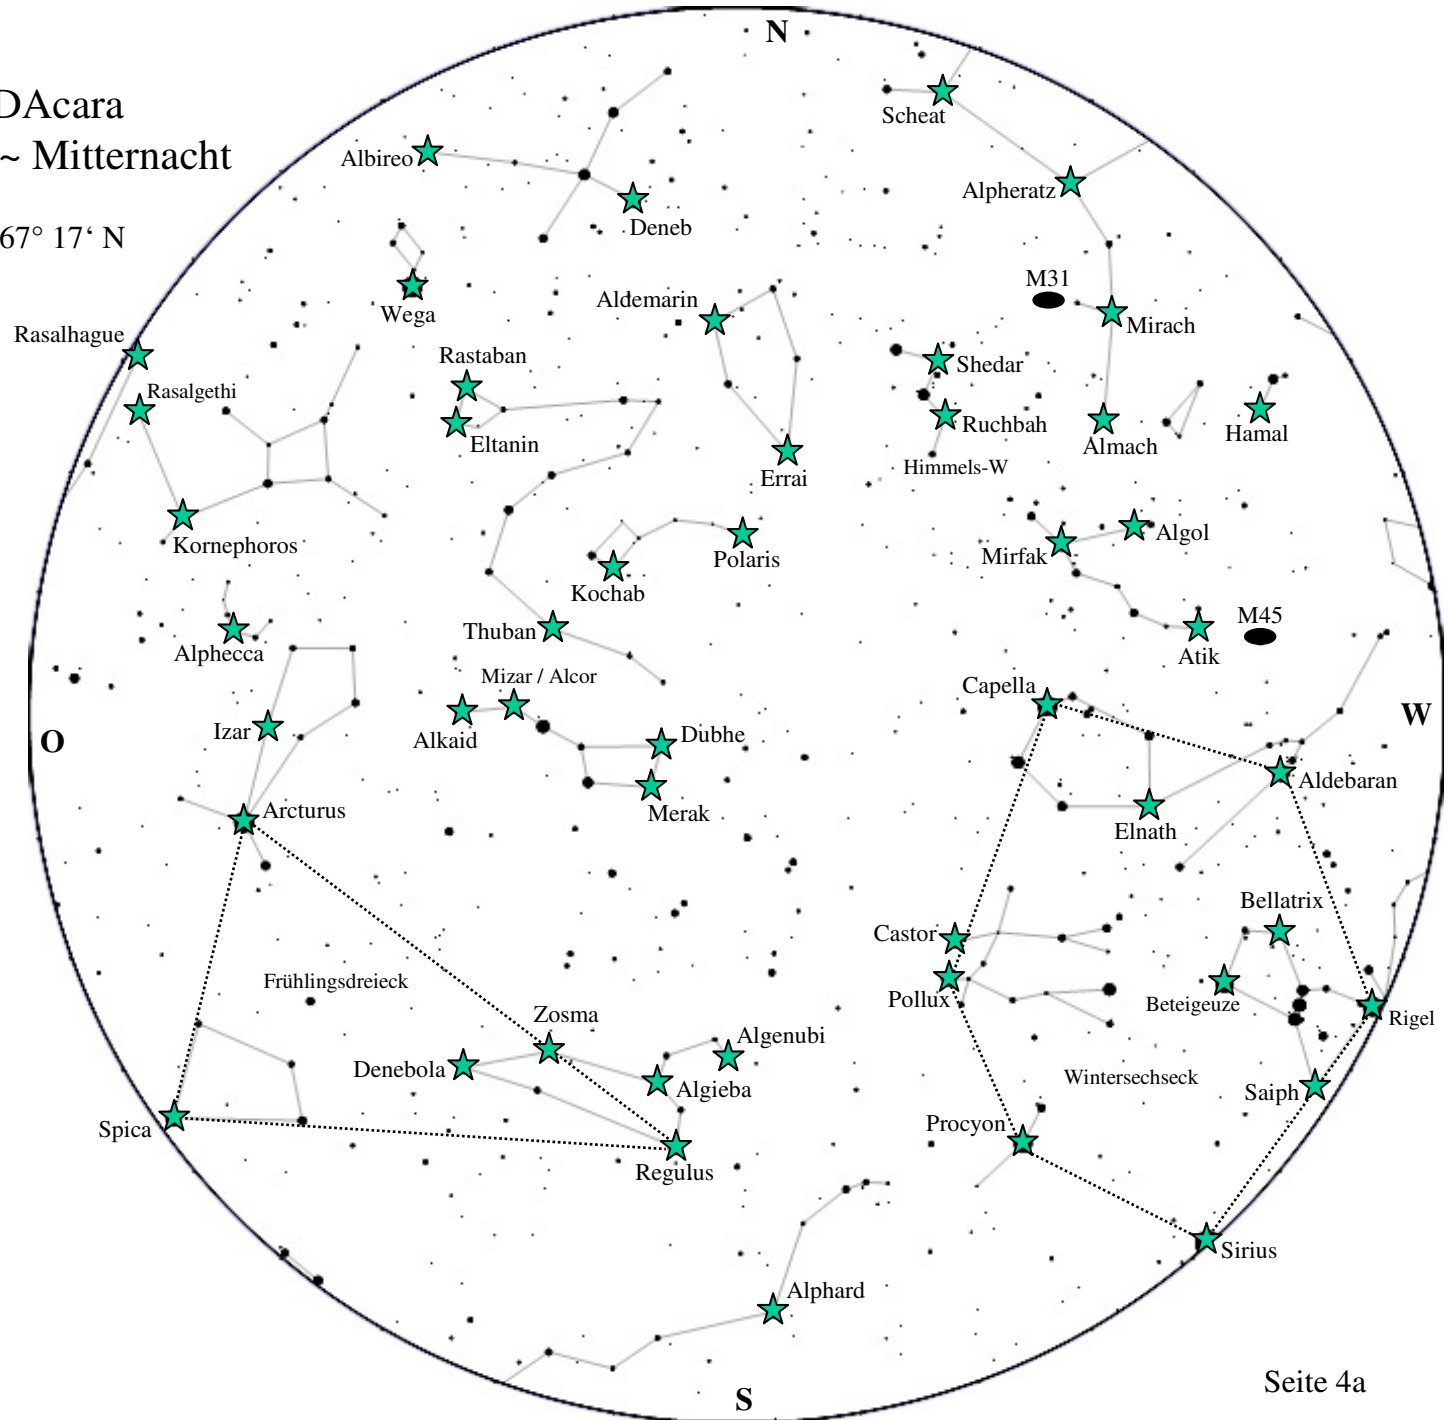 N
DAcara
~ Mitternacht
67° 17‘ N
Scheat
Albireo
Alpheratz
Deneb
M31
Aldemarin
Wega
Mirach
Rasalhague
Rastaban
Shedar
Rasalgethi
Ruchbah
Hamal
Eltanin
Almach
Himmels-W
Errai
Algol
Kornephoros
Mirfak
Polaris
Kochab
M45
Thuban
Alphecca
Atik
Mizar / Alcor
Capella
W
Izar
Alkaid
Dubhe
O
Aldebaran
Arcturus
Merak
Elnath
Bellatrix
Castor
Frühlingsdreieck
Pollux
Beteigeuze
Zosma
Rigel
Algenubi
Denebola
Wintersechseck
Algieba
Saiph
Procyon
Spica
Regulus
Sirius
Alphard
Seite 4a
S